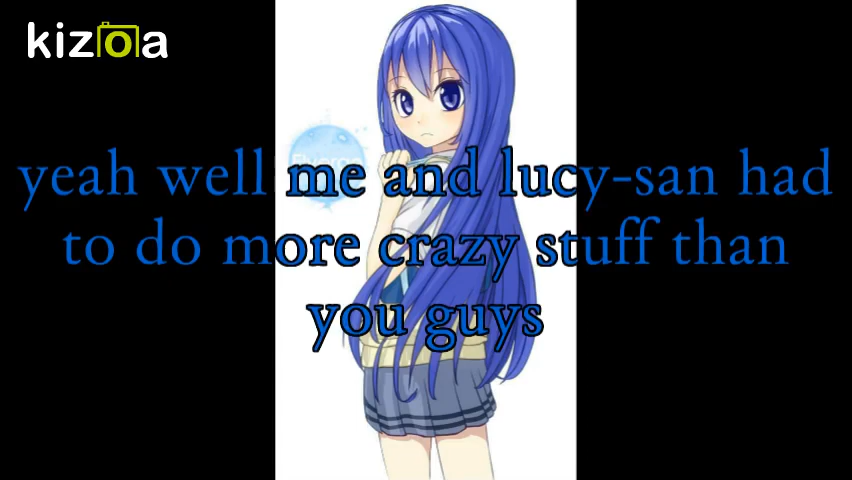 kizoa
yeah well me and lucy-san had
to do more crazy stuff than
you guys